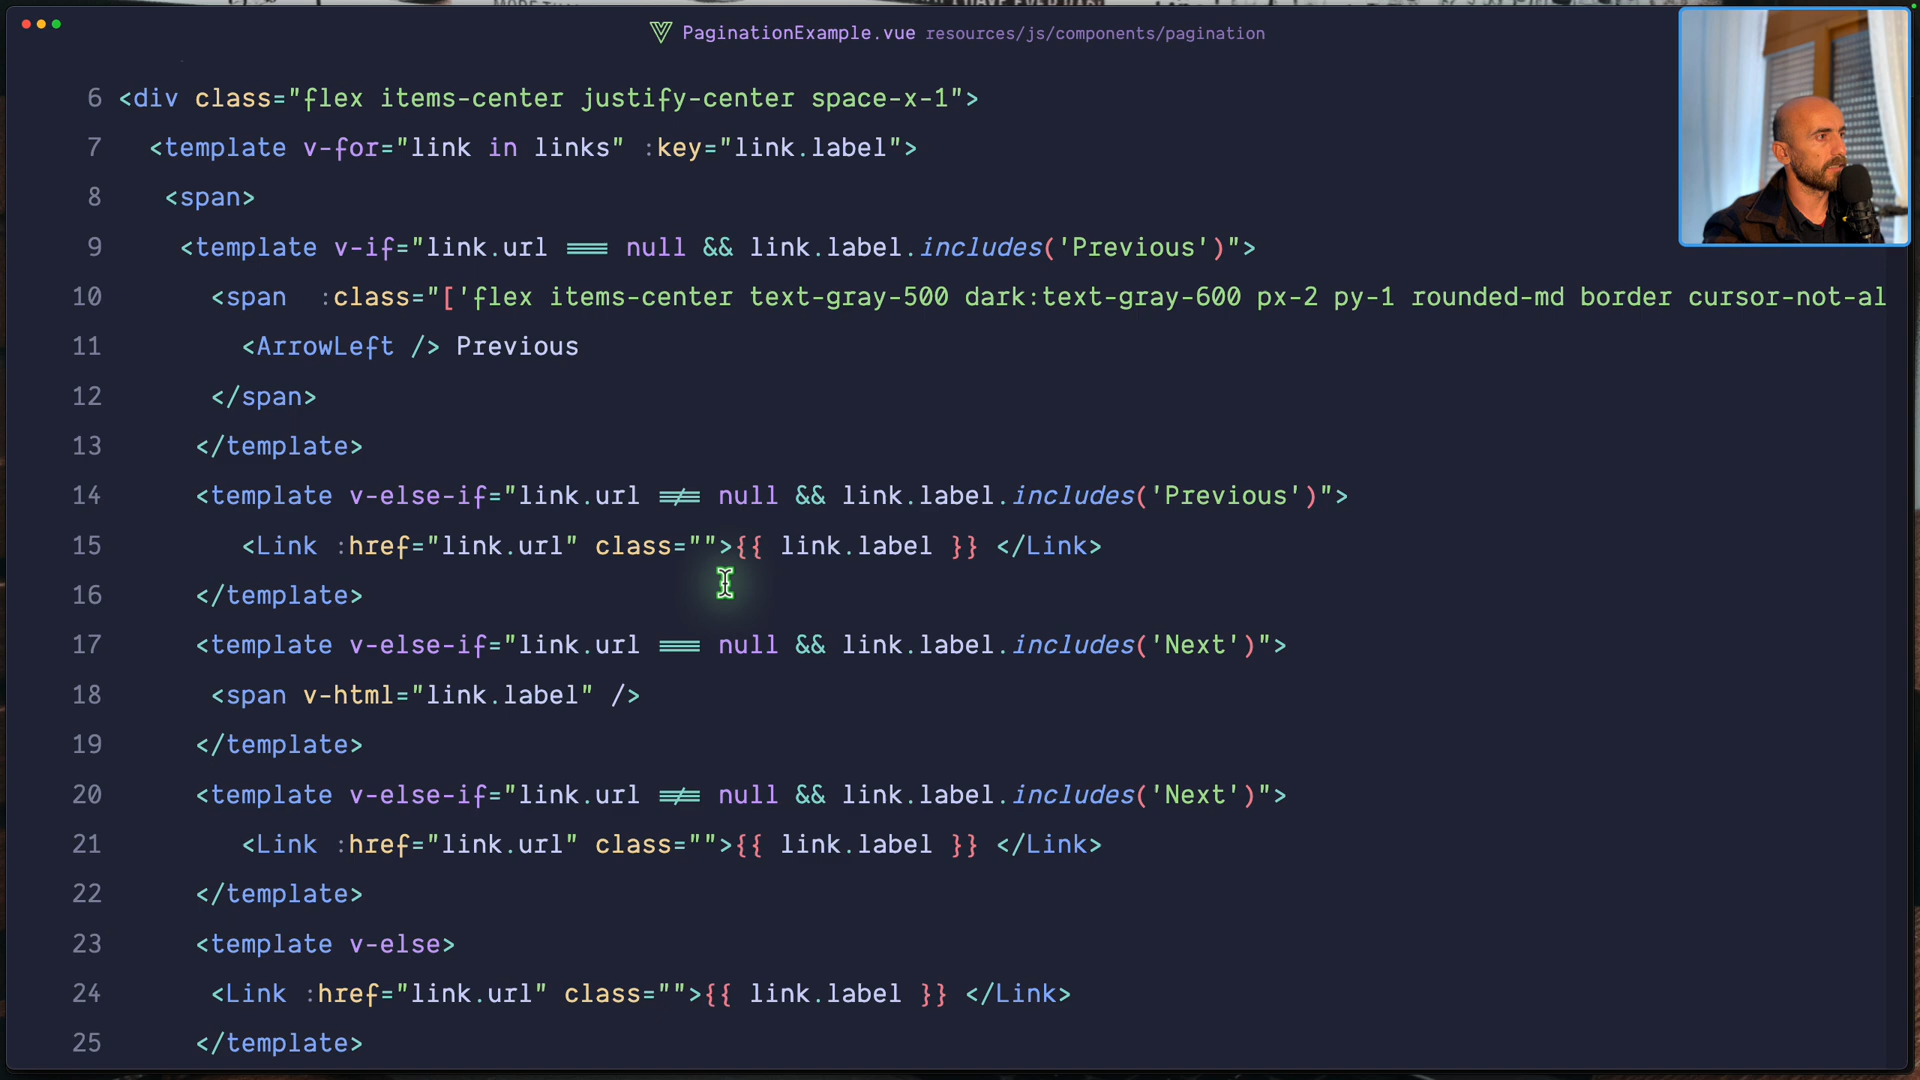 PaginationExample.vue resources/js/components/pagination
6 <div class="flex items-center justify-center space-x-1">
7 <template v-for="link in links" :key="link.label">
8 <span>
9 <template v-if="link.url === null && link.label.includes('Previous')">
10 <span :class="['flex items-center text-gray-500 dark:text-gray-600 px-2 py-1 rounded-md border cursor-not-al
11 <ArrowLeft /> Previous
12 </span>
13 </template>
14 <template v-else-if="link.url !== null && link.label.includes('Previous')">
15 <Link :href="link.url" class="">{{ link.label }} </Link>
16 </template>
17 <template v-else-if="link.url === null && link.label.includes('Next')">
18 <span v-html="link.label" />
19 </template>
20 <template v-else-if="link.url !== null && link.label.includes('Next')">
21 <Link :href="link.url" class="">{{ link.label }} </Link>
22 </template>
23 <template v-else>
24 <Link :href="link.url" class="">{{ link.label }} </Link>
25 </template>